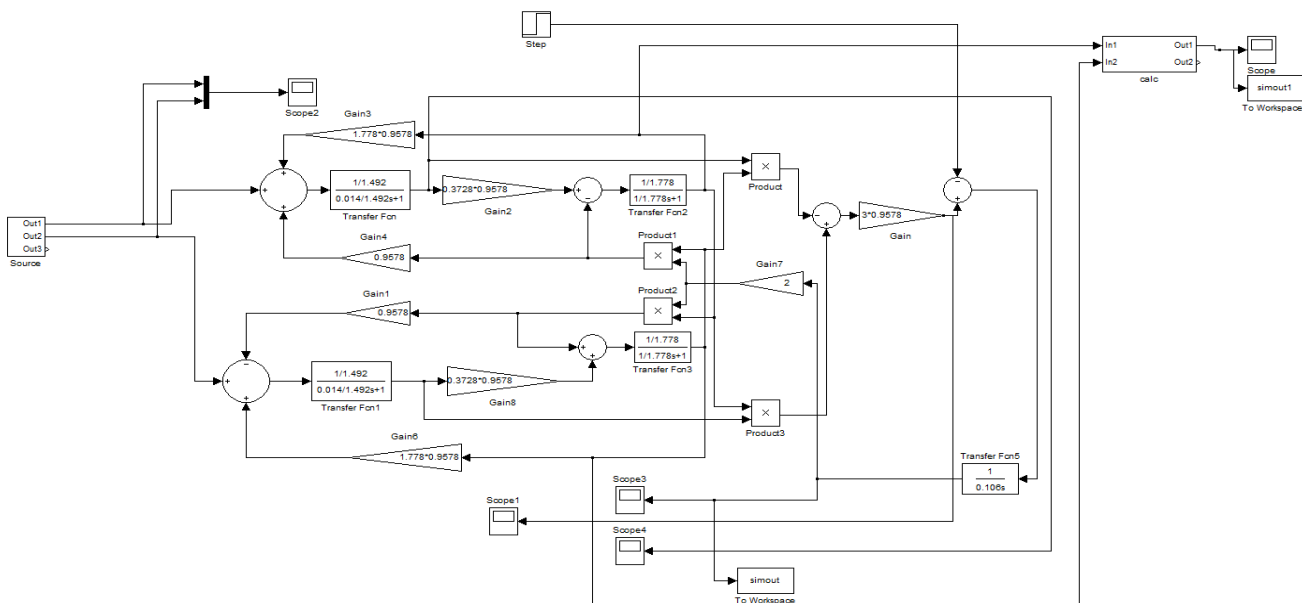 Step
In1
In2
Out1
Out2
calc
Scope
simout1
To Workspace
Scope2
Gain3
1.778*0.9578
+
+
+
1/1.492
0.014/1.492s+1
Transfer Fcn
0.3728*0.9578
Gain2
+
−
1/1.778
1/1.778s+1
Transfer Fcn2
×
Product
−
+
3*0.9578
Gain
−
+
Out1
Out2
Out3
Source
Gain4
0.9578
Product1
×
Gain7
2
Gain1
0.9578
Product2
×
−
+
+
1/1.492
0.014/1.492s+1
Transfer Fcn1
0.3728*0.9578
Gain8
+
+
1/1.778
1/1.778s+1
Transfer Fcn3
×
Product3
Gain6
1.778*0.9578
Transfer Fcn5
1
0.106s
Scope3
Scope1
Scope4
simout
To Workspace